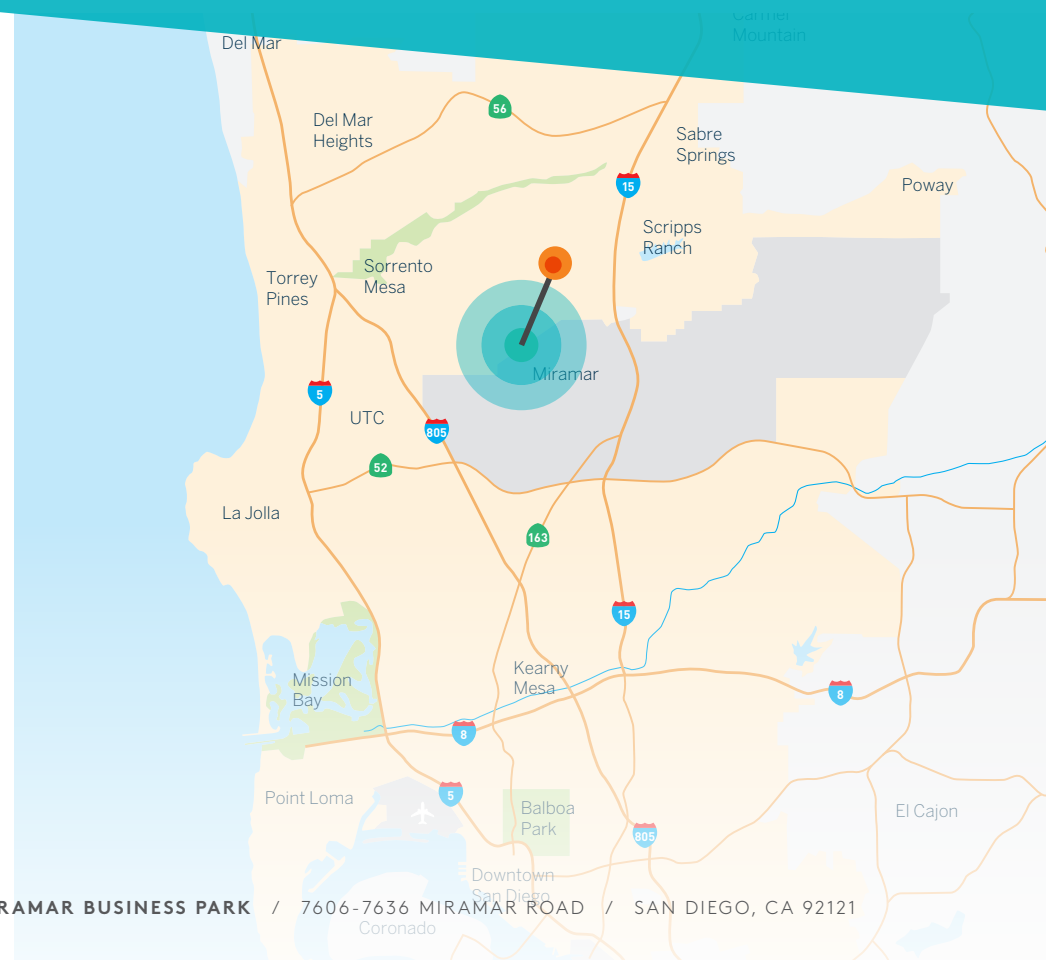 Carmel
Mountain
Del Mar
56
Del Mar
Heights
Sabre
Springs
15
Poway
Scripps
Ranch
Sorrento
Mesa
Torrey
Pines
Miramar
5
UTC
805
52
La Jolla
163
15
Kearny
Mesa
Mission
Bay
8
8
5
Point Loma
Balboa
Park
El Cajon
805
Downtown
San Diego
RAMAR BUSINESS PARK / 7606-7636 MIRAMAR ROAD / SAN DIEGO, CA 92121
Coronado